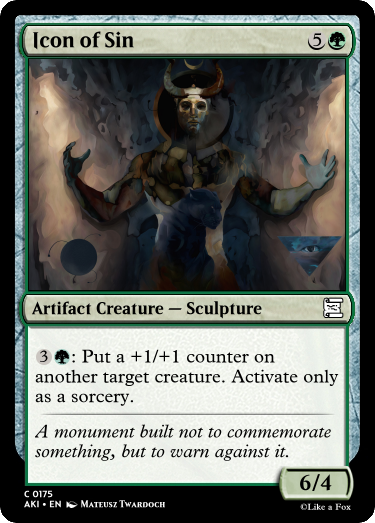 Icon of Sin 5
Artifact Creature — Sculpture
3: Put a +1/+1 counter on
another target creature. Activate only
as a sorcery.
A monument built not to commemorate
something, but to warn against it.
6/4
C 0175
AKI • EN Mateusz Twardoch
©Like a Fox